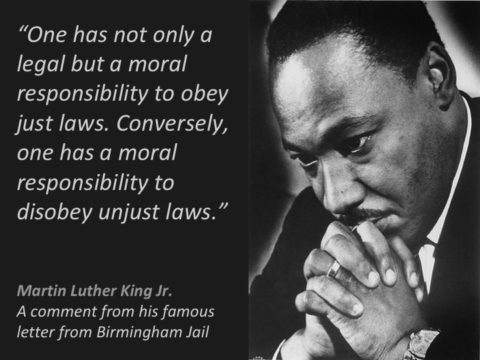 “One has not only a
legal but a moral
responsibility to obey
just laws. Conversely,
one has a moral
responsibility to
disobey unjust laws.”
Martin Luther King Jr.
A comment from his famous
letter from Birmingham Jail